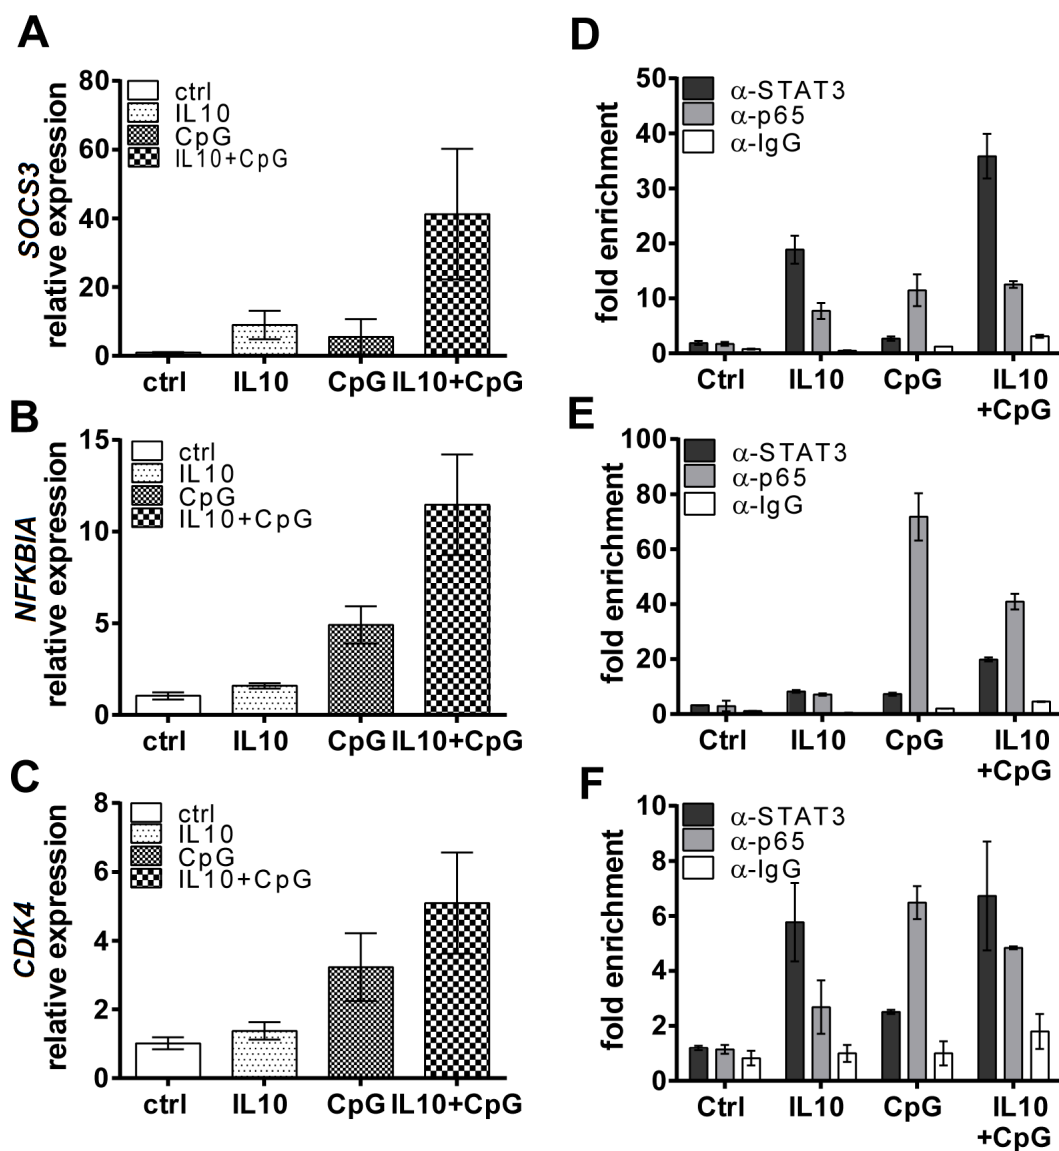 A
SOCS3
relative expression
80
60
40
20
0
ctrl
IL10
CpG
IL10+CpG
ctrl IL10 CpG IL10+CpG
B
NFKBIA
relative expression
15
10
5
0
ctrl
IL10
CpG
IL10+CpG
ctrl IL10 CpG IL10+CpG
C
CDK4
relative expression
8
6
4
2
0
ctrl
IL10
CpG
IL10+CpG
ctrl IL10 CpG IL10+CpG
D
fold enrichment
50
40
30
20
10
0
α-STAT3
α-p65
α-IgG
Ctrl IL10 CpG IL10
+CpG
E
fold enrichment
100
80
60
40
20
0
α-STAT3
α-p65
α-IgG
Ctrl IL10 CpG IL10
+CpG
F
fold enrichment
10
8
6
4
2
0
α-STAT3
α-p65
α-IgG
Ctrl IL10 CpG IL10
+CpG